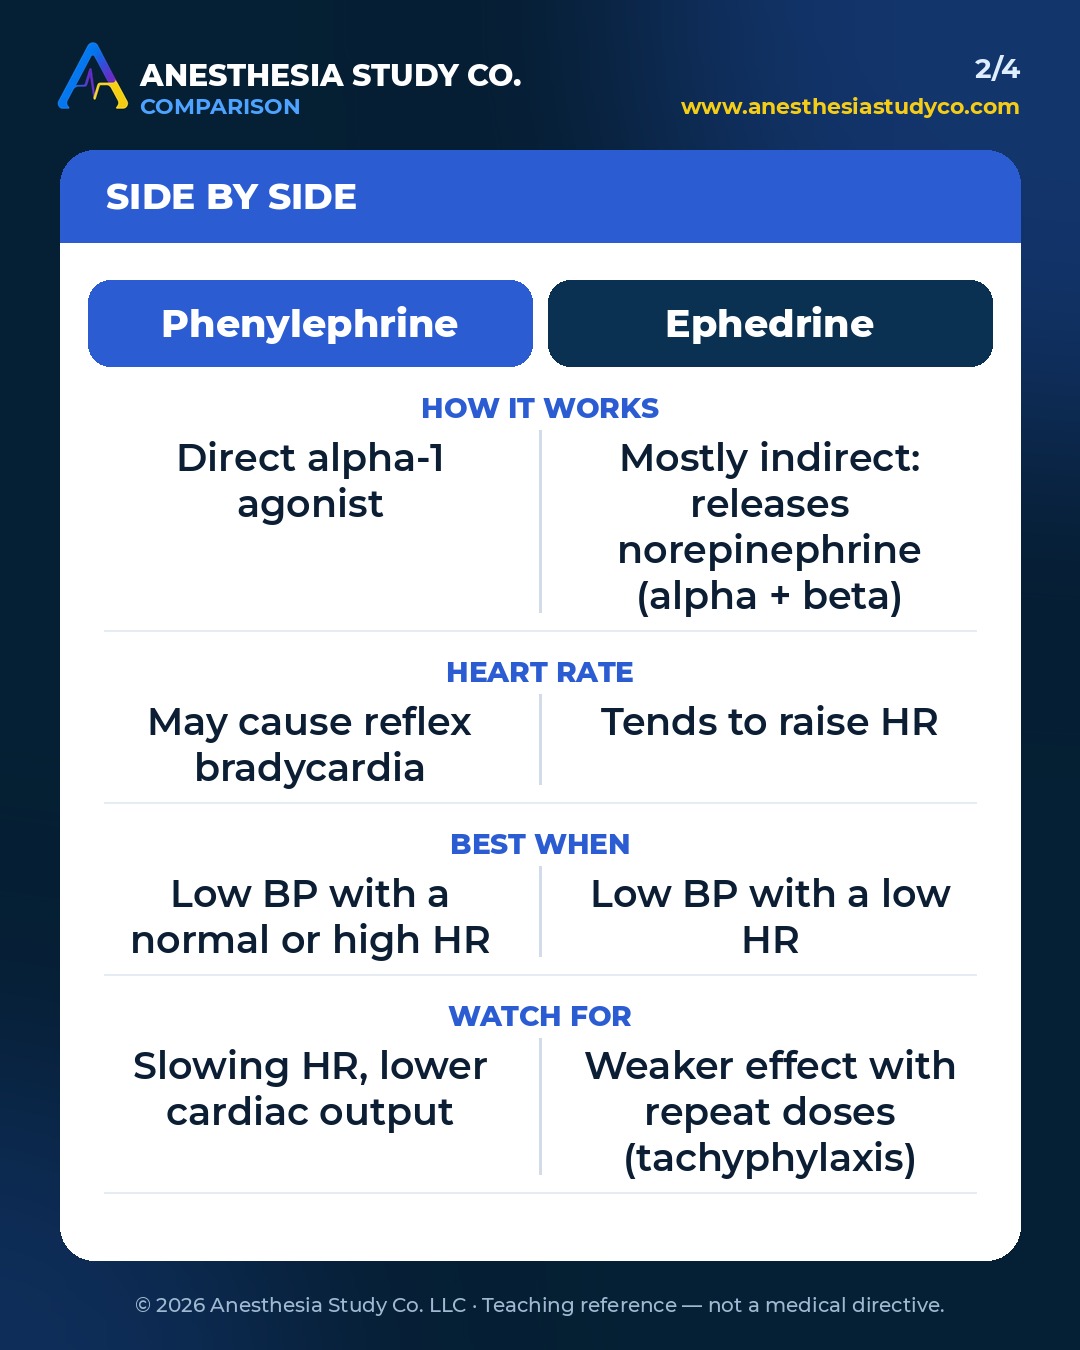 ANESTHESIA STUDY CO.
COMPARISON
2/4
www.anesthesiastudyco.com
SIDE BY SIDE
Phenylephrine
Ephedrine
HOW IT WORKS
Direct alpha-1
agonist
Mostly indirect:
releases
norepinephrine
(alpha + beta)
HEART RATE
May cause reflex
bradycardia
Tends to raise HR
BEST WHEN
Low BP with a
normal or high HR
Low BP with a low
HR
WATCH FOR
Slowing HR, lower
cardiac output
Weaker effect with
repeat doses
(tachyphylaxis)
© 2026 Anesthesia Study Co. LLC · Teaching reference — not a medical directive.